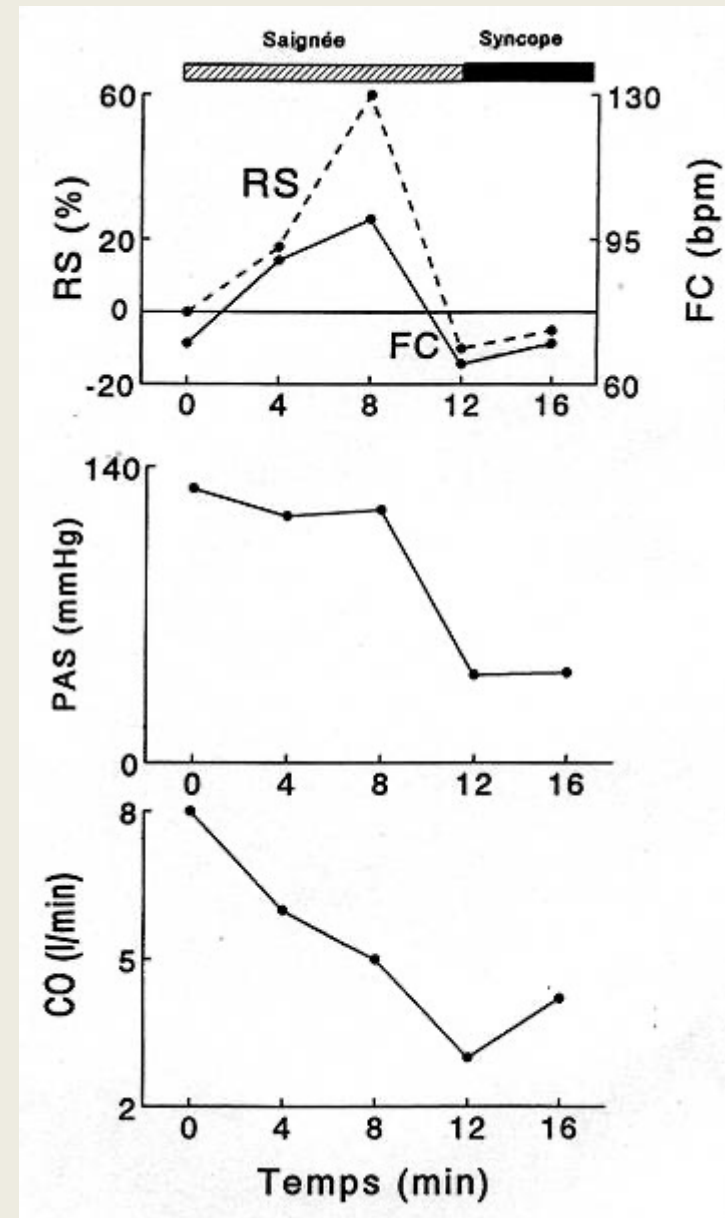 Saignée Syncope
60
20
0
-20
RS (%)
RS
FC
130
95
60
FC (bpm)
0 4 8 12 16
140
0
PAS (mmHg)
0 4 8 12 16
8
5
2
CO (l/min)
0 4 8 12 16
Temps (min)